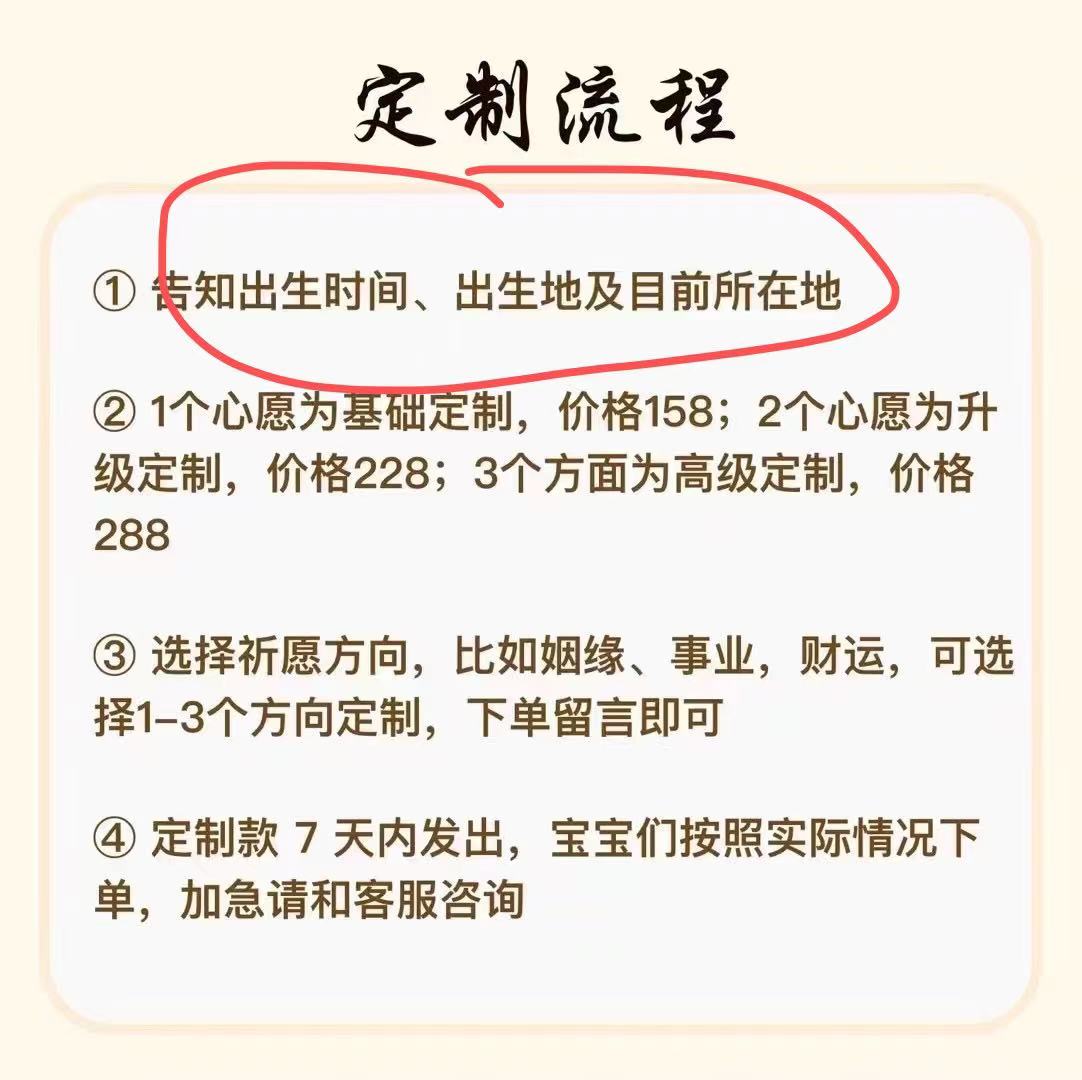 定制流程
① 告知出生时间、出生地及目前所在地
② 1个心愿为基础定制，价格158；2个心愿为升
级定制，价格228；3个方面为高级定制，价格
288
③ 选择祈愿方向，比如姻缘、事业，财运，可选
择1-3个方向定制，下单留言即可
④ 定制款 7 天内发出，宝宝们按照实际情况下
单，加急请和客服咨询